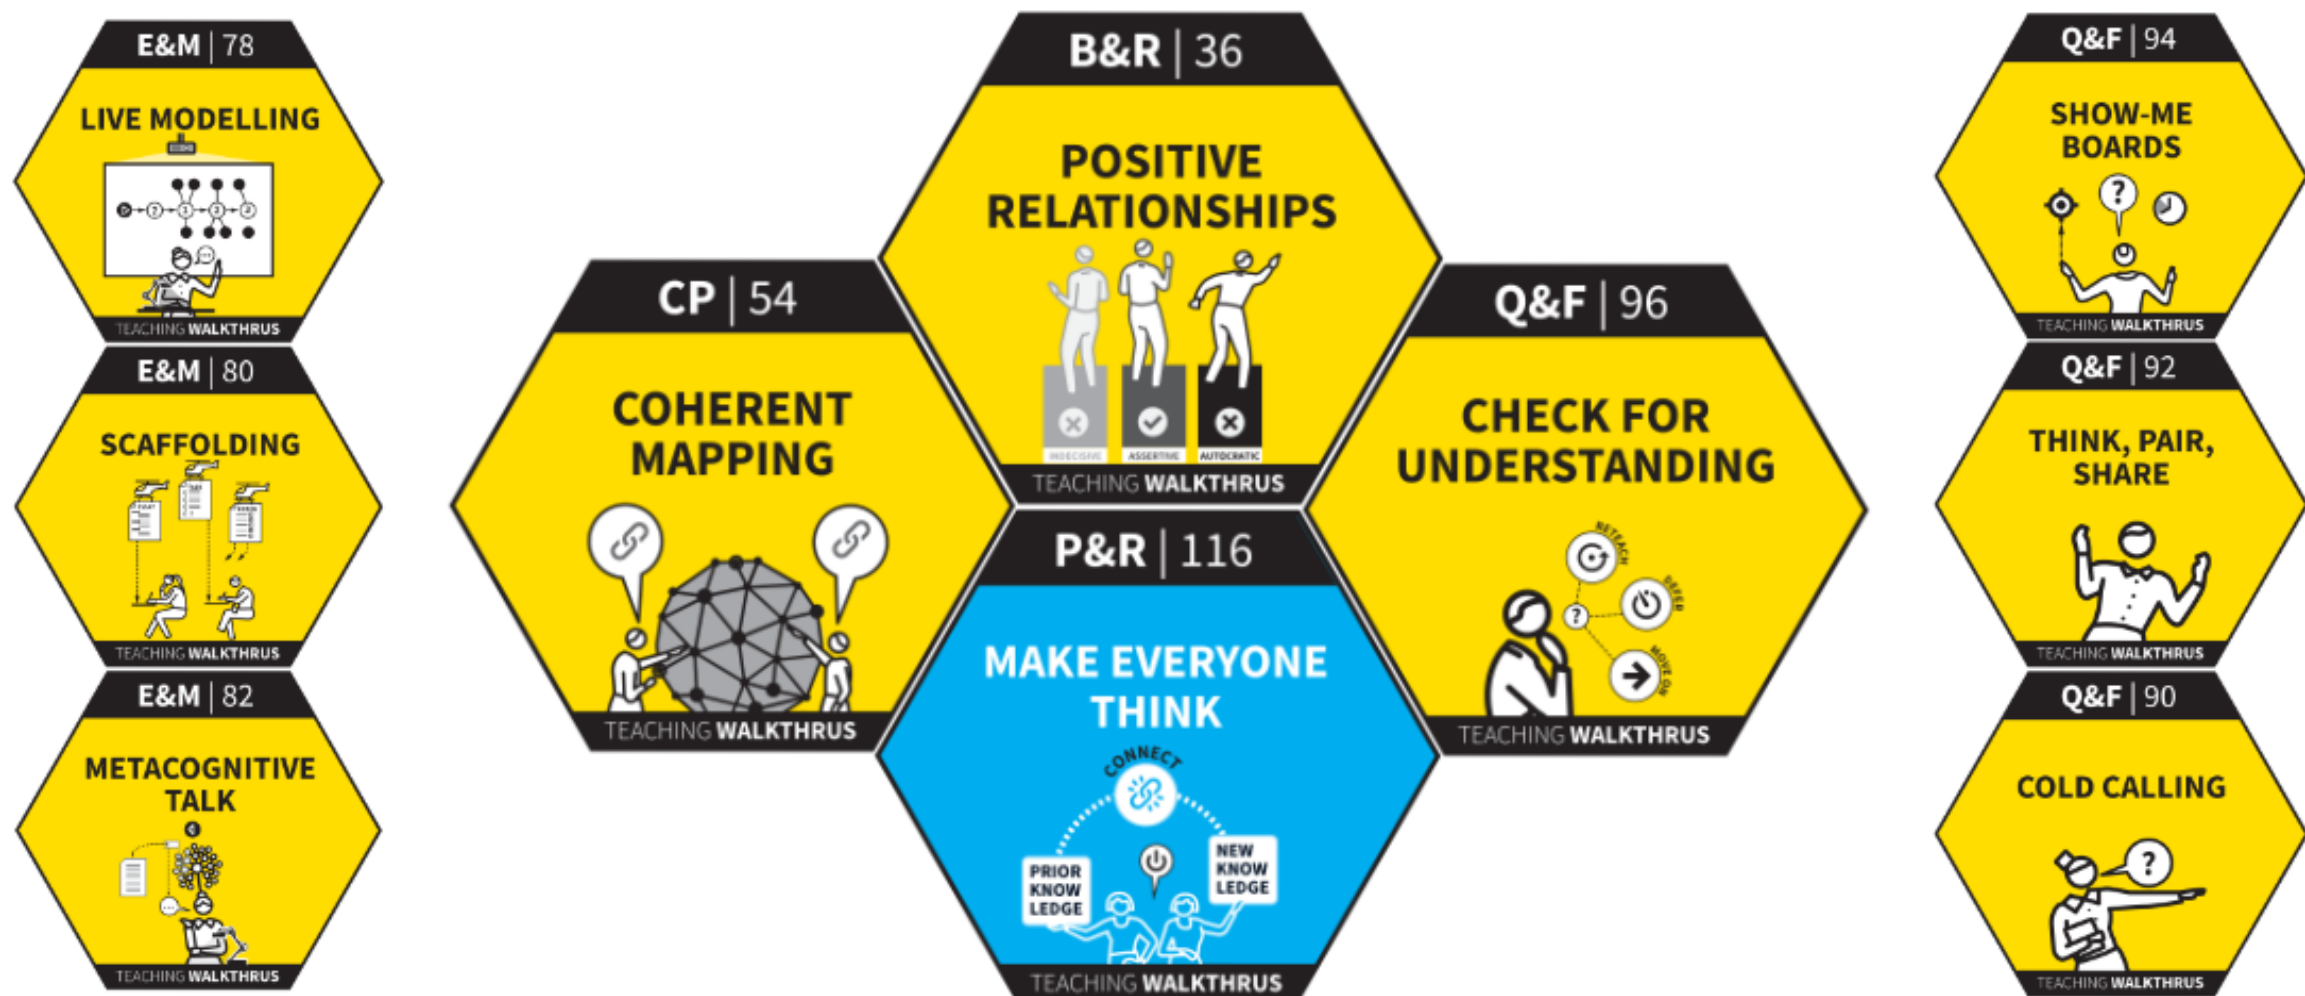 E&M | 78
LIVE MODELLING
TEACHING WALKTHRUS
E&M | 80
SCAFFOLDING
TEACHING WALKTHRUS
E&M | 82
METACOGNITIVE
TALK
TEACHING WALKTHRUS
CP | 54
COHERENT
MAPPING
TEACHING WALKTHRUS
B&R | 36
POSITIVE
RELATIONSHIPS
INDECISIVE
ASSERTIVE
AUTOCRATIC
TEACHING WALKTHRUS
P&R | 116
MAKE EVERYONE
THINK
CONNECT
PRIOR
KNOW
LEDGE
NEW
KNOW
LEDGE
TEACHING WALKTHRUS
Q&F | 96
CHECK FOR
UNDERSTANDING
RETEACH
DEFER
?
MOVE ON
TEACHING WALKTHRUS
Q&F | 94
SHOW-ME
BOARDS
?
TEACHING WALKTHRUS
Q&F | 92
THINK, PAIR,
SHARE
TEACHING WALKTHRUS
Q&F | 90
COLD CALLING
?
TEACHING WALKTHRUS